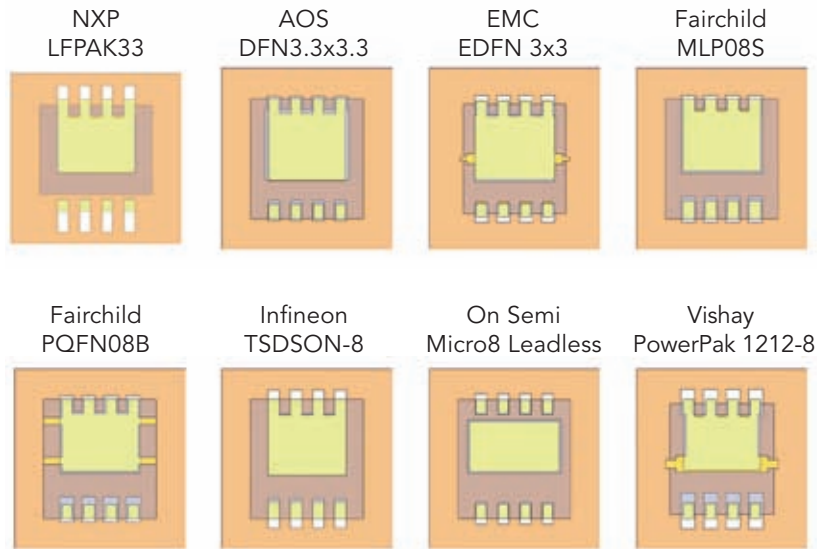 NXP
LFPAK33
AOS
DFN3.3x3.3
EMC
EDFN 3x3
Fairchild
MLP08S
Fairchild
PQFN08B
Infineon
TSDSON-8
On Semi
Micro8 Leadless
Vishay
PowerPak 1212-8